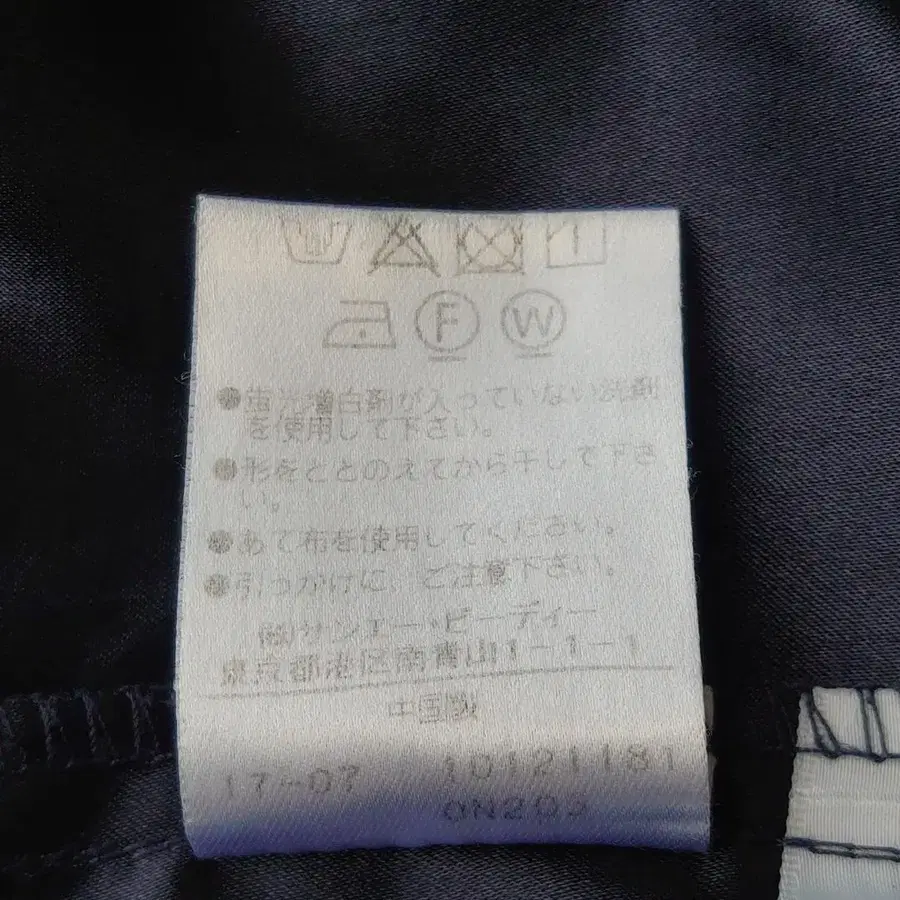 F W
●蛍光増白剤が入っていない洗剤
を使用して下さい。
●形をととのえてから干して下さ
い。
●あて布を使用してください。
●引っかけに、ご注意下さい。
㈱サンエー・ビーディー
東京都港区南青山1-1-1
中国製
17-07 10121181
0N203